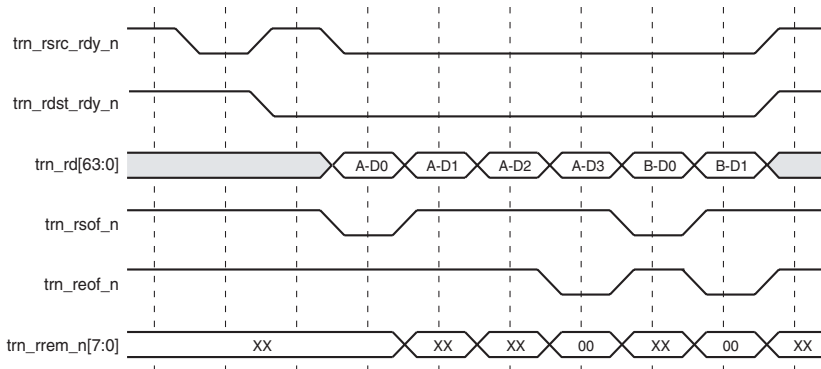 trn_rsrc_rdy_n
trn_rdst_rdy_n
trn_rd[63:0] A-D0 A-D1 A-D2 A-D3 B-D0 B-D1
trn_rsof_n
trn_reof_n
trn_rrem_n[7:0] XX XX XX 00 XX 00 XX